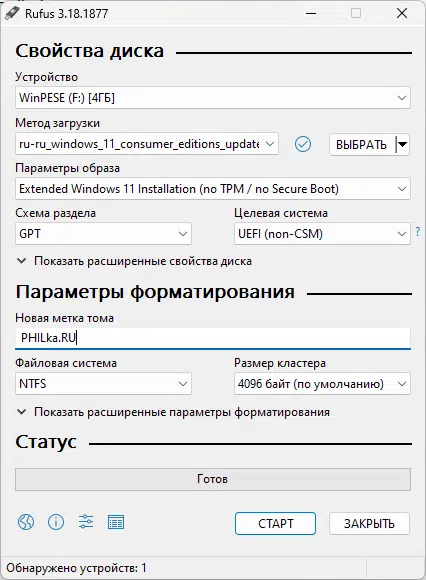 Rufus 3.18.1877
Свойства диска
Устройство
WinPESE (F:) [4ГБ]
Метод загрузки
ru-ru_windows_11_consumer_editions_update
ВЫБРАТЬ
Параметры образа
Extended Windows 11 Installation (no TPM / no Secure Boot)
Схема раздела
Целевая система
GPT
UEFI (non-CSM)
?
Показать расширенные свойства диска
Параметры форматирования
Новая метка тома
PHILka.RU
Файловая система
Размер кластера
NTFS
4096 байт (по умолчанию)
Показать расширенные параметры форматирования
Статус
Готов
СТАРТ
ЗАКРЫТЬ
Обнаружено устройств: 1